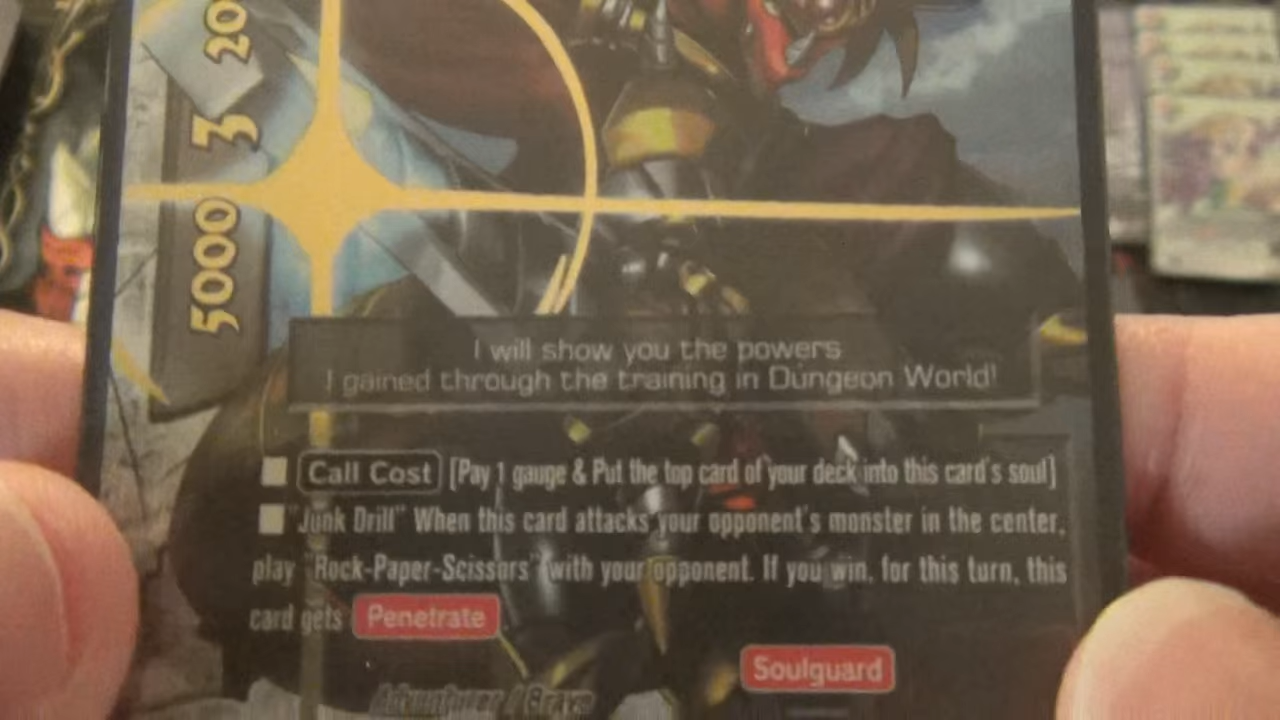 200
3
5000
I will show you the powers
I gained through the training in Dungeon World!
Call Cost [Pay 1 gauge & Put the top card of your deck into this card's soul]
"Junk Drill" When this card attacks your opponent's monster in the center,
play "Rock-Paper-Scissors" with your opponent. If you win, for this turn, this
card gets Penetrate
Soulguard
Adventurer / Brave